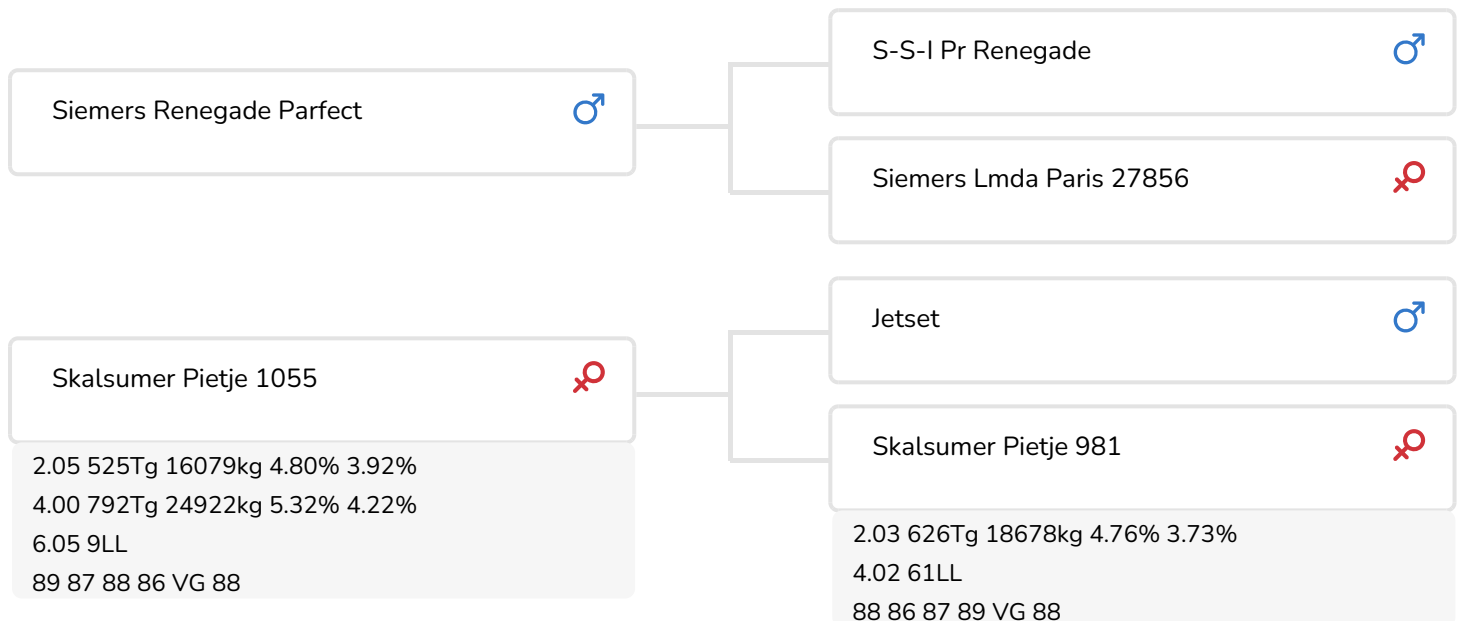 Siemers Renegade Parfect
S-S-I Pr Renegade
Siemers Lmda Paris 27856
Skalsumer Pietje 1055
2.05 525Tg 16079kg 4.80% 3.92%
4.00 792Tg 24922kg 5.32% 4.22%
6.05 9LL
89 87 88 86 VG 88
Jetset
Skalsumer Pietje 981
2.03 626Tg 18678kg 4.76% 3.73%
4.02 61LL
88 86 87 89 VG 88